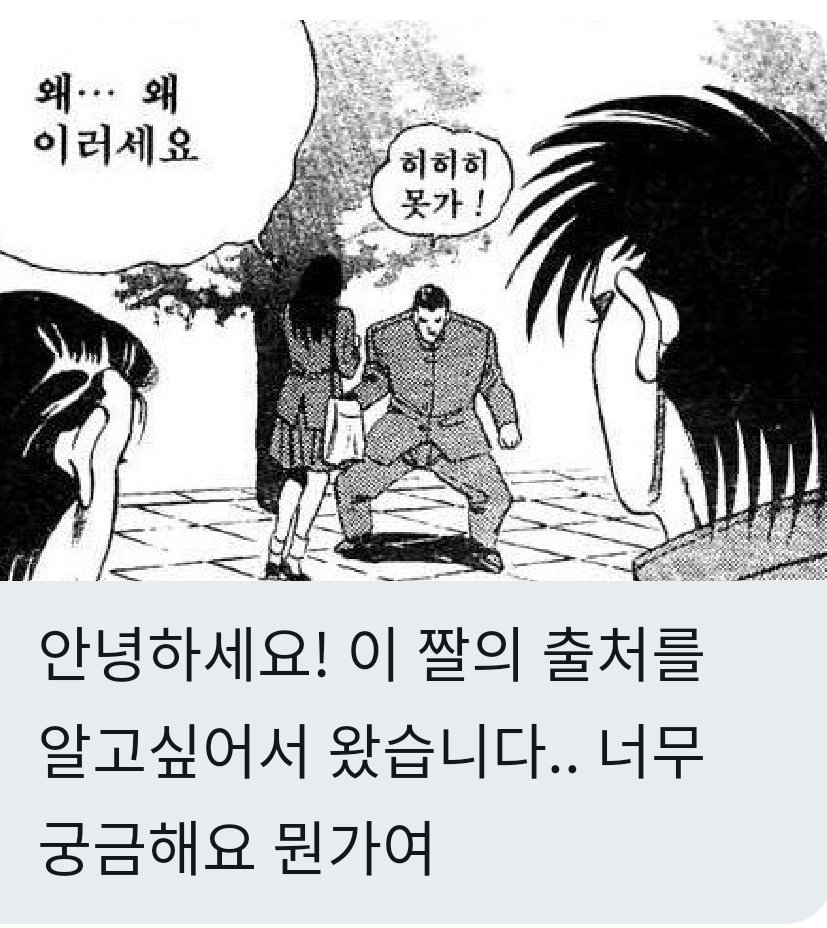 왜… 왜
이러세요
히히히
못가!
안녕하세요! 이 짤의 출처를
알고싶어서 왔습니다.. 너무
궁금해요 뭔가여